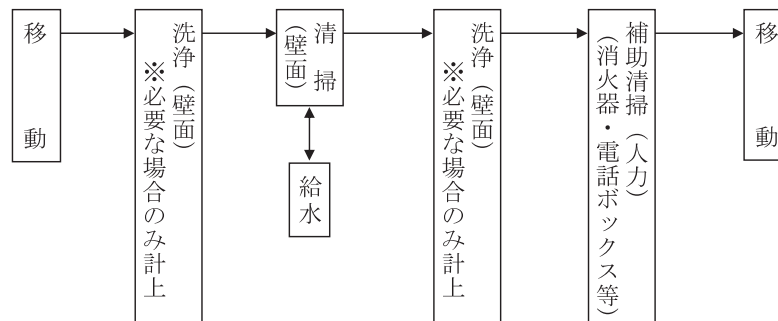 移動
洗浄（壁面）
※必要な場合のみ計上
清掃
（壁面）
給水
洗浄（壁面）
※必要な場合のみ計上
補助清掃（人力）
（消火器・電話ボックス等）
移動